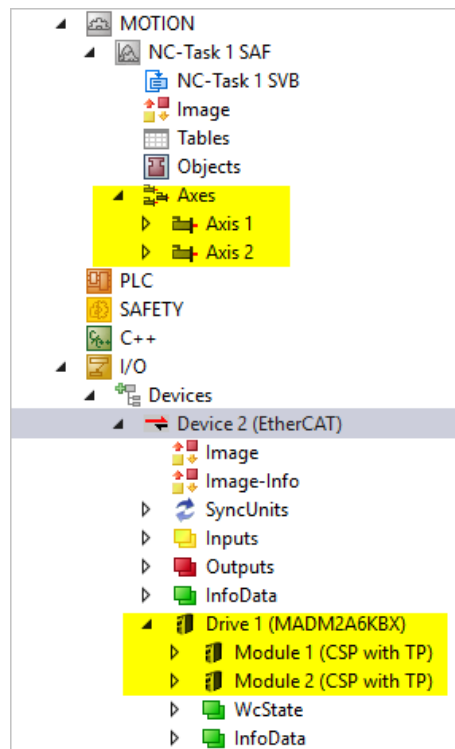 MOTION
NC-Task 1 SAF
NC-Task 1 SVB
Image
Tables
Objects
Axes
Axis 1
Axis 2
PLC
SAFETY
C++
I/O
Devices
Device 2 (EtherCAT)
Image
Image-Info
SyncUnits
Inputs
Outputs
InfoData
Drive 1 (MADM2A6KBX)
Module 1 (CSP with TP)
Module 2 (CSP with TP)
WcState
InfoData